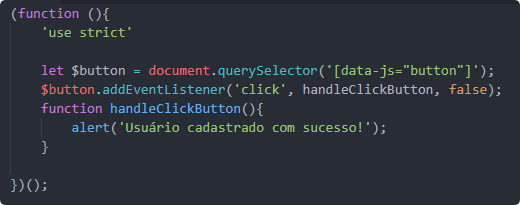 (function (){
    'use strict'

    let $button = document.querySelector('[data-js="button"]');
    $button.addEventListener('click', handleClickButton, false);
    function handleClickButton(){
        alert('Usuário cadastrado com sucesso!');
    }

})();